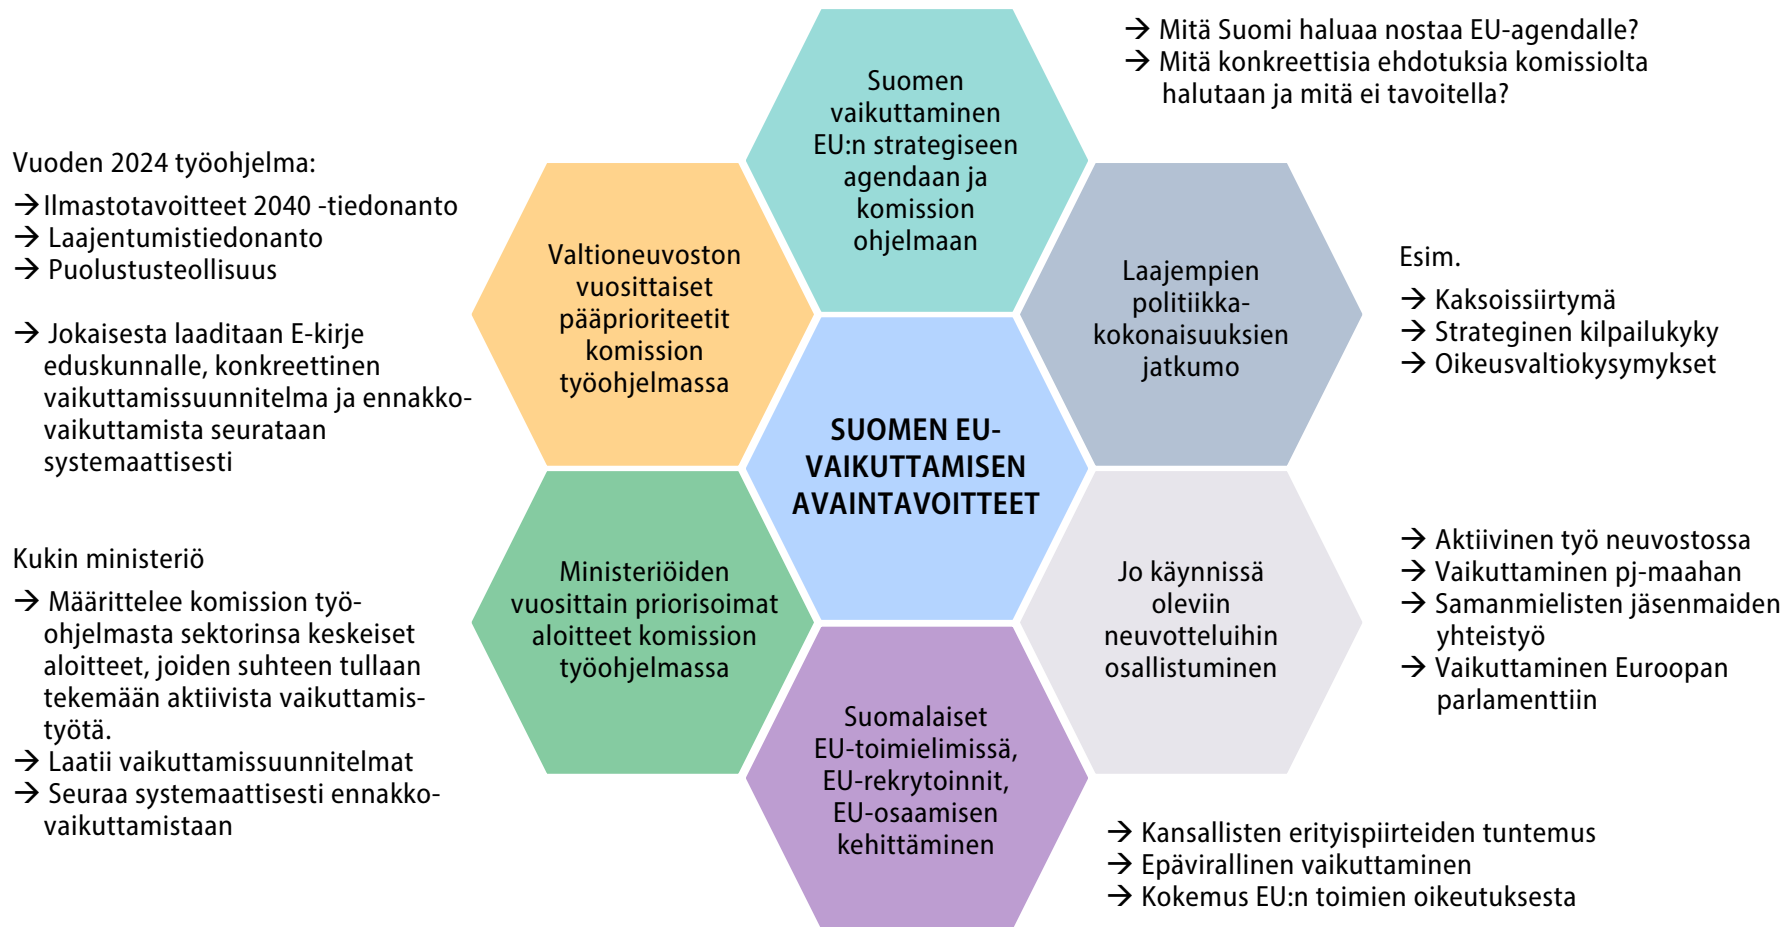 → Mitä Suomi haluaa nostaa EU-agendalle?
→ Mitä konkreettisia ehdotuksia komissiolta
halutaan ja mitä ei tavoitella?
Suomen
vaikuttaminen
EU:n strategiseen
agendaan ja
komission
ohjelmaan
Vuoden 2024 työohjelma:
→ Ilmastotavoitteet 2040 -tiedonanto
→ Laajentumistiedonanto
→ Puolustusteollisuus
→ Jokaisesta laaditaan E-kirje
eduskunnalle, konkreettinen
vaikuttamissuunnitelma ja ennakko-
vaikuttamista seurataan
systemaattisesti
Valtioneuvoston
vuosittaiset
pääprioriteetit
komission
työohjelmassa
Laajempien
politiikka-
kokonaisuuksien
jatkumo
Esim.
→ Kaksoissiirtymä
→ Strateginen kilpailukyky
→ Oikeusvaltiokysymykset
SUOMEN EU-
VAIKUTTAMISEN
AVAINTAVOITTEET
Kukin ministeriö
→ Määrittelee komission työ-
ohjelmasta sektorinsa keskeiset
aloitteet, joiden suhteen tullaan
tekemään aktiivista vaikuttamis-
työtä.
→ Laatii vaikuttamissuunnitelmat
→ Seuraa systemaattisesti ennakko-
vaikuttamistaan
Ministeriöiden
vuosittain priorisoimat
aloitteet komission
työohjelmassa
Jo käynnissä
oleviin
neuvotteluihin
osallistuminen
→ Aktiivinen työ neuvostossa
→ Vaikuttaminen pj-maahan
→ Samanmielisten jäsenmaiden
yhteistyö
→ Vaikuttaminen Euroopan
parlamenttiin
Suomalaiset
EU-toimielimissä,
EU-rekrytoinnit,
EU-osaamisen
kehittäminen
→ Kansallisten erityispiirteiden tuntemus
→ Epävirallinen vaikuttaminen
→ Kokemus EU:n toimien oikeutuksesta